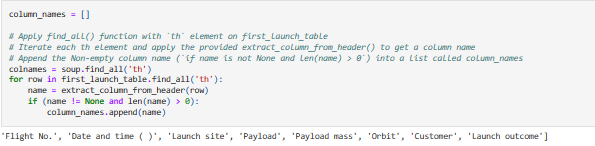 column_names = []
# Apply find_all() function with `th` element on first_launch_table
# Iterate each th element and apply the provided extract_column_from_header() to get a column name
# Append the Non-empty column name (`if name is not None and len(name) > 0`) into a list called column_names
colnames = soup.find_all('th')
for row in first_launch_table.find_all('th'):
    name = extract_column_from_header(row)
    if (name != None and len(name) > 0):
        column_names.append(name)
'Flight No.', 'Date and time ( )', 'Launch site', 'Payload', 'Payload mass', 'Orbit', 'Customer', 'Launch outcome']